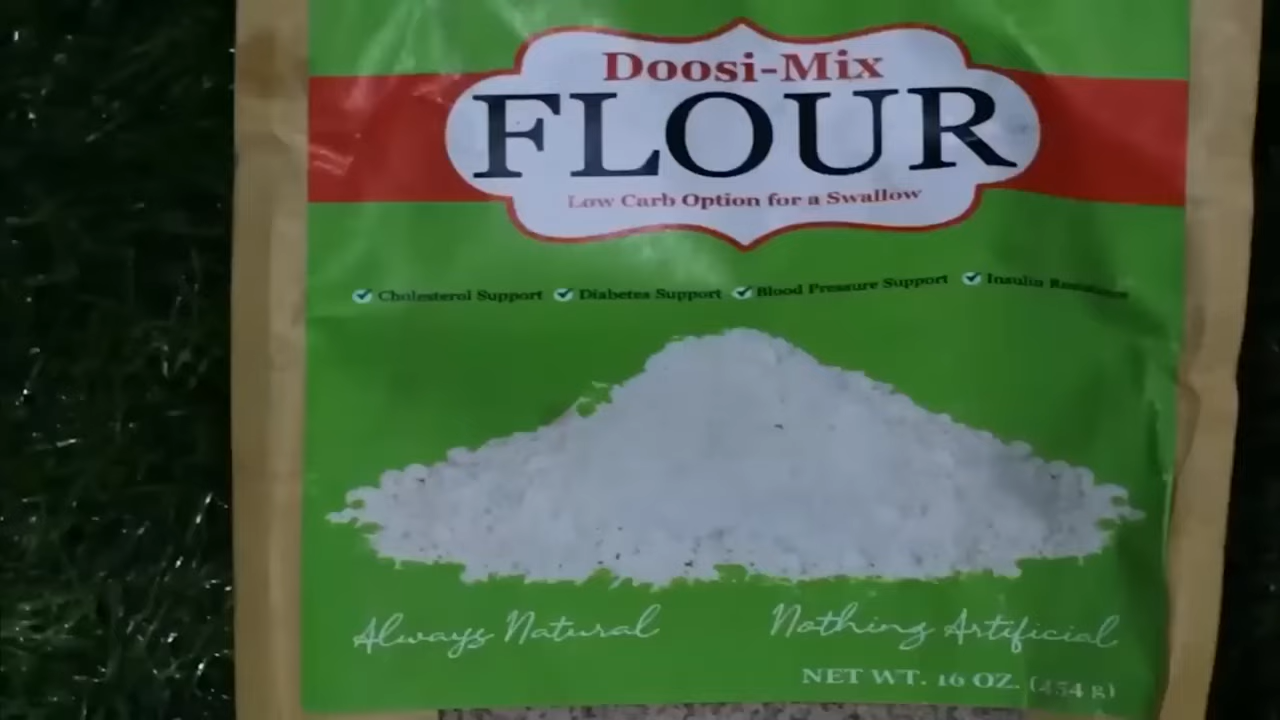 Doosi-Mix
FLOUR
Low Carb Option for a Swallow
Cholesterol Support Diabetes Support Blood Pressure Support Insulin
Always Natural Nothing Artificial
NET WT. 16 OZ. (454 g)